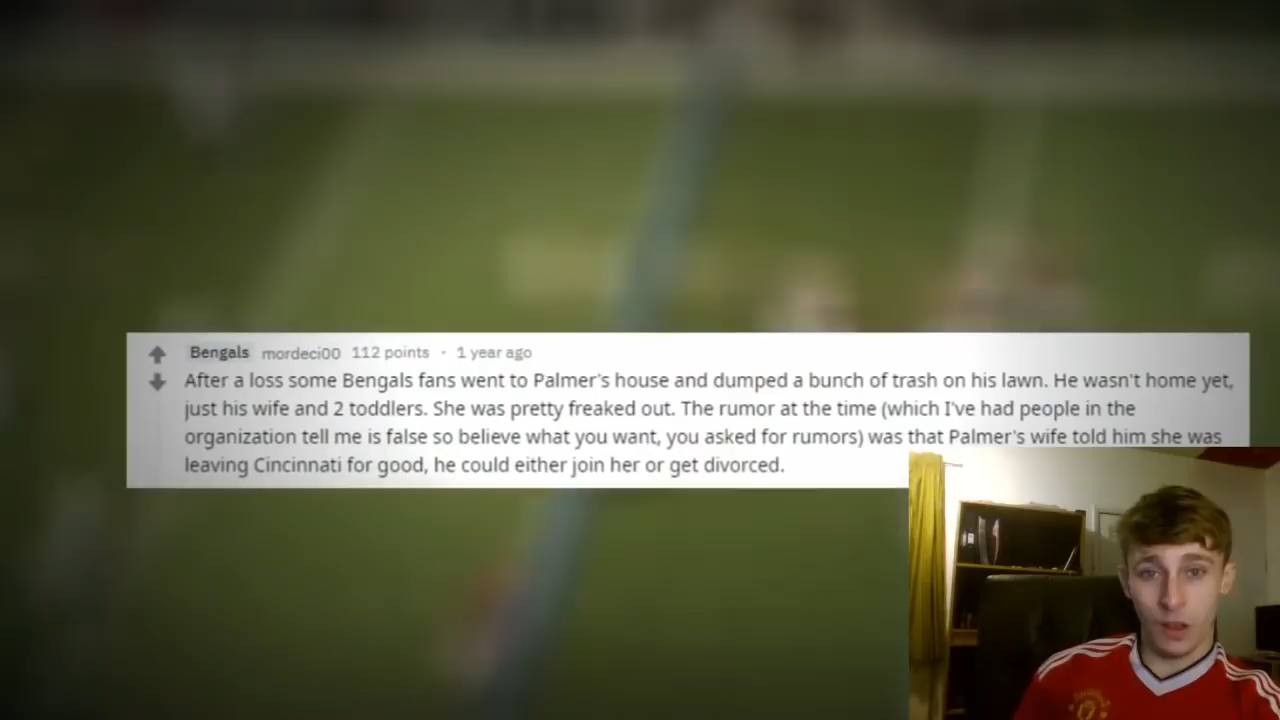 Bengals mordeci00 112 points · 1 year ago
After a loss some Bengals fans went to Palmer's house and dumped a bunch of trash on his lawn. He wasn't home yet,
just his wife and 2 toddlers. She was pretty freaked out. The rumor at the time (which I've had people in the
organization tell me is false so believe what you want, you asked for rumors) was that Palmer's wife told him she was
leaving Cincinnati for good, he could either join her or get divorced.